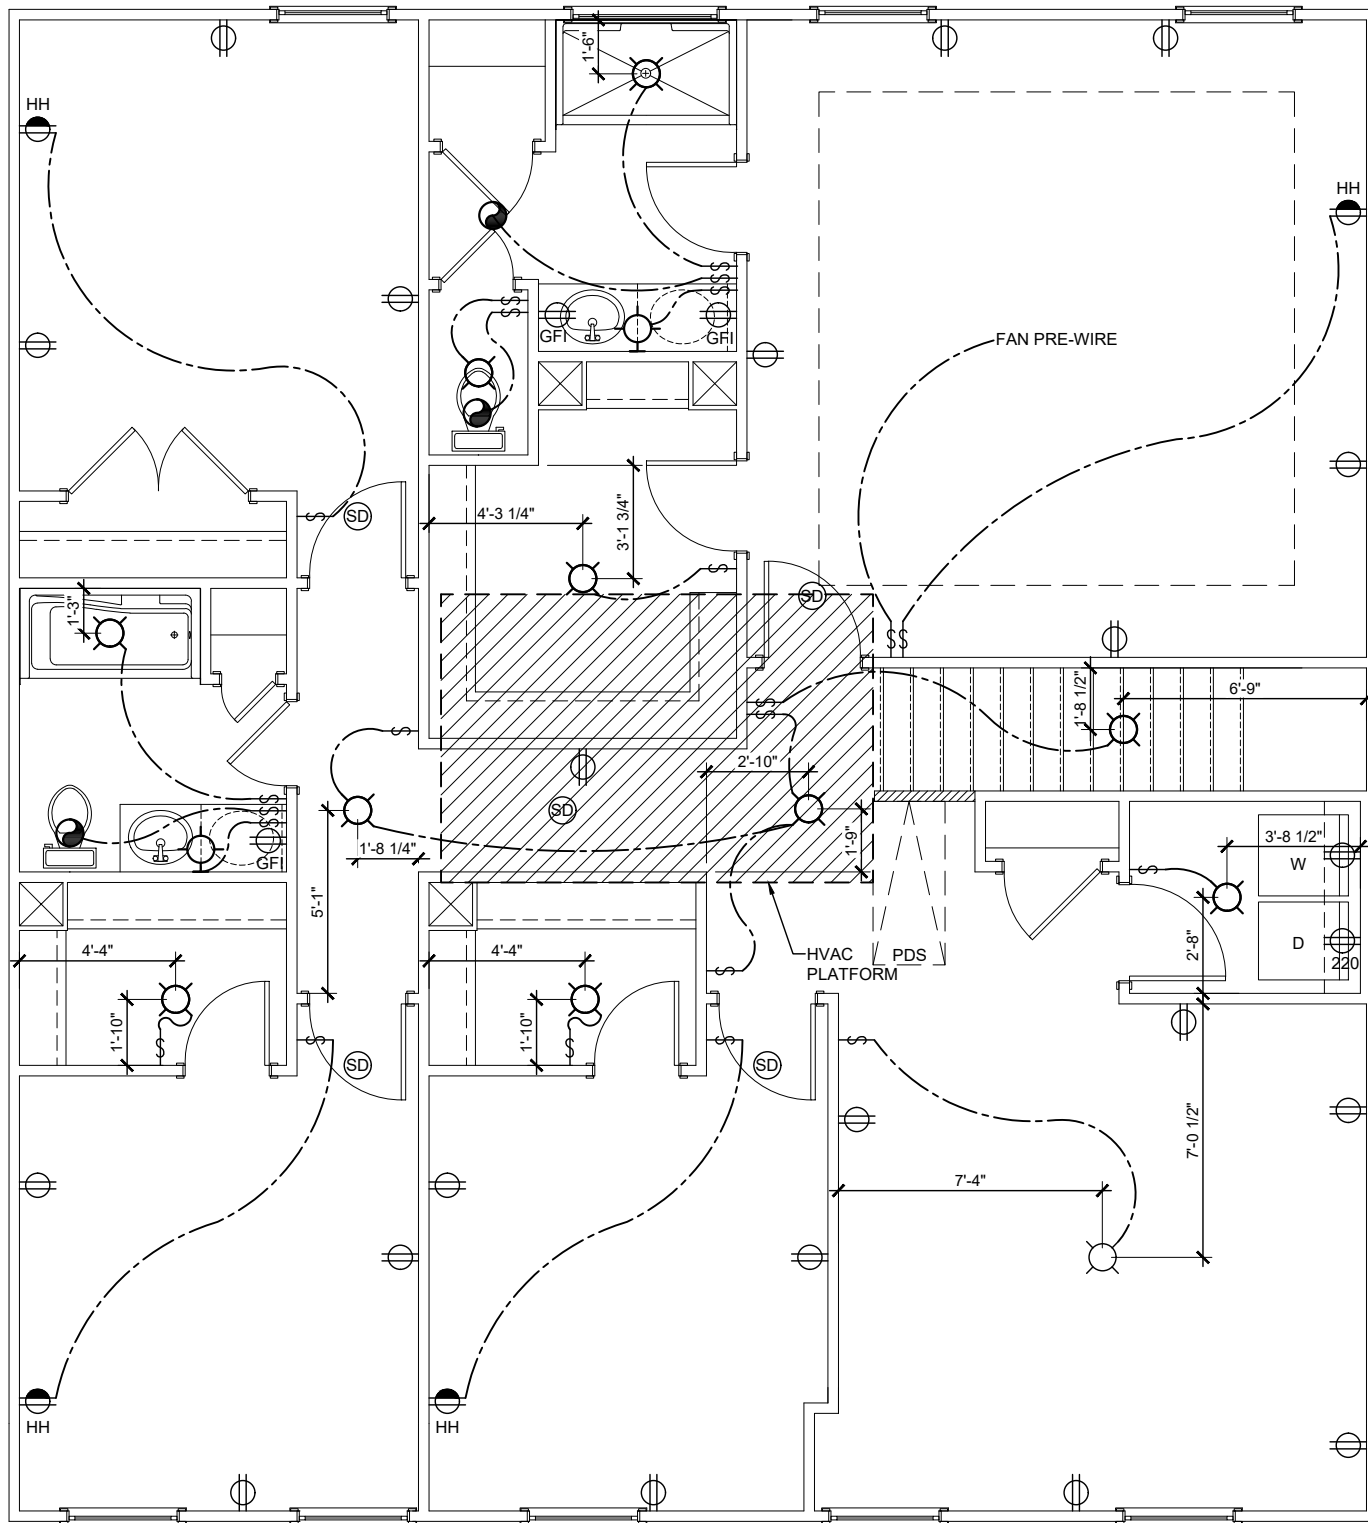 1'-6"
HH
HH
GFI
GFI
FAN PRE-WIRE
S
S
S
S
S
4'-3 1/4"
3'-1 3/4"
S
SD
S
1'-3"
SD
S
S
S
1'-8 1/2"
6'-9"
S
S
S
2'-10"
SD
S
S
S
GFI
1'-8 1/4"
1'-9"
3'-8 1/2"
W
S
5'-1"
4'-4"
4'-4"
HVAC
PLATFORM
PDS
D
220
2'-8"
S
1'-10"
1'-10"
S
S
S
S
S
SD
SD
7'-0 1/2"
7'-4"
HH
HH